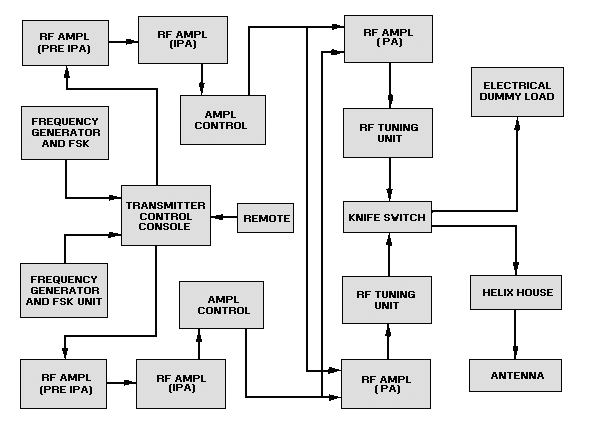 RF AMPL
(PRE IPA)
RF AMPL
(IPA)
RF AMPL
(PA)
ELECTRICAL
DUMMY LOAD
AMPL
CONTROL
FREQUENCY
GENERATOR
AND FSK
RF TUNING
UNIT
TRANSMITTER
CONTROL
CONSOLE
REMOTE
KNIFE SWITCH
FREQUENCY
GENERATOR
AND FSK UNIT
AMPL
CONTROL
RF TUNING
UNIT
HELIX HOUSE
RF AMPL
(PRE IPA)
RF AMPL
(IPA)
RF AMPL
(PA)
ANTENNA